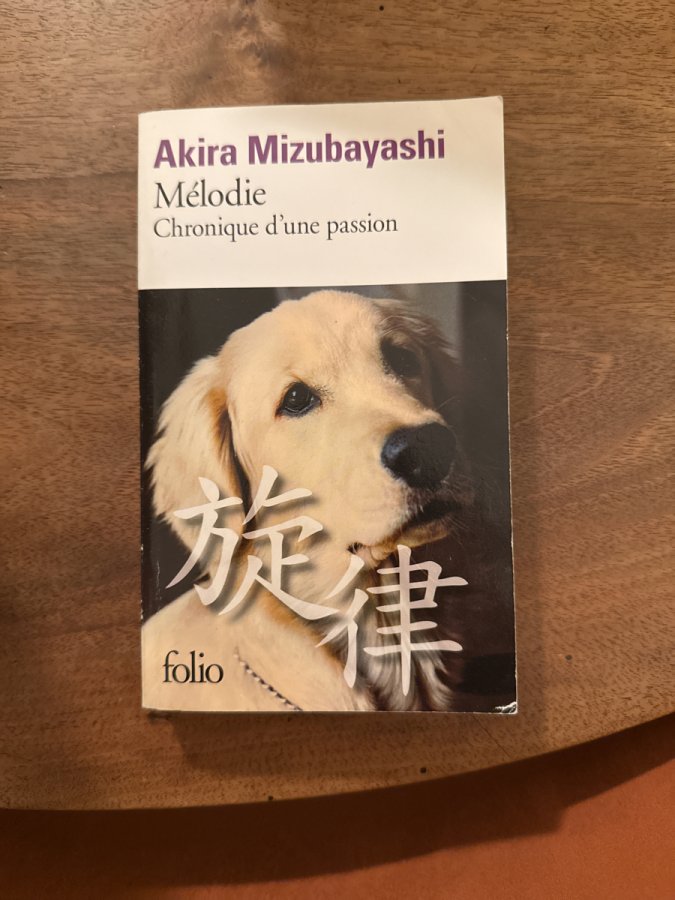 Akira Mizubayashi
Mélodie
Chronique d'une passion
旋律
folio